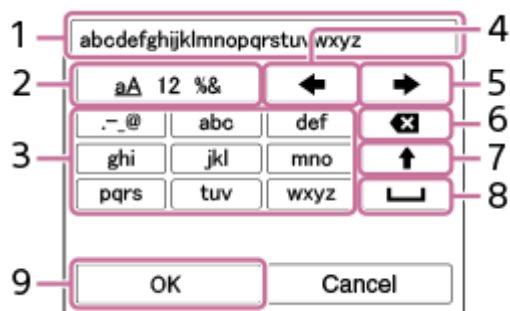 1 abcdefghijklmnopqrstuvwxyz 4
2 aA 12 %& 5
.-_@ abc def 6
3 ghi jkl mno 7
pqrs tuv wxyz 8
9 OK Cancel